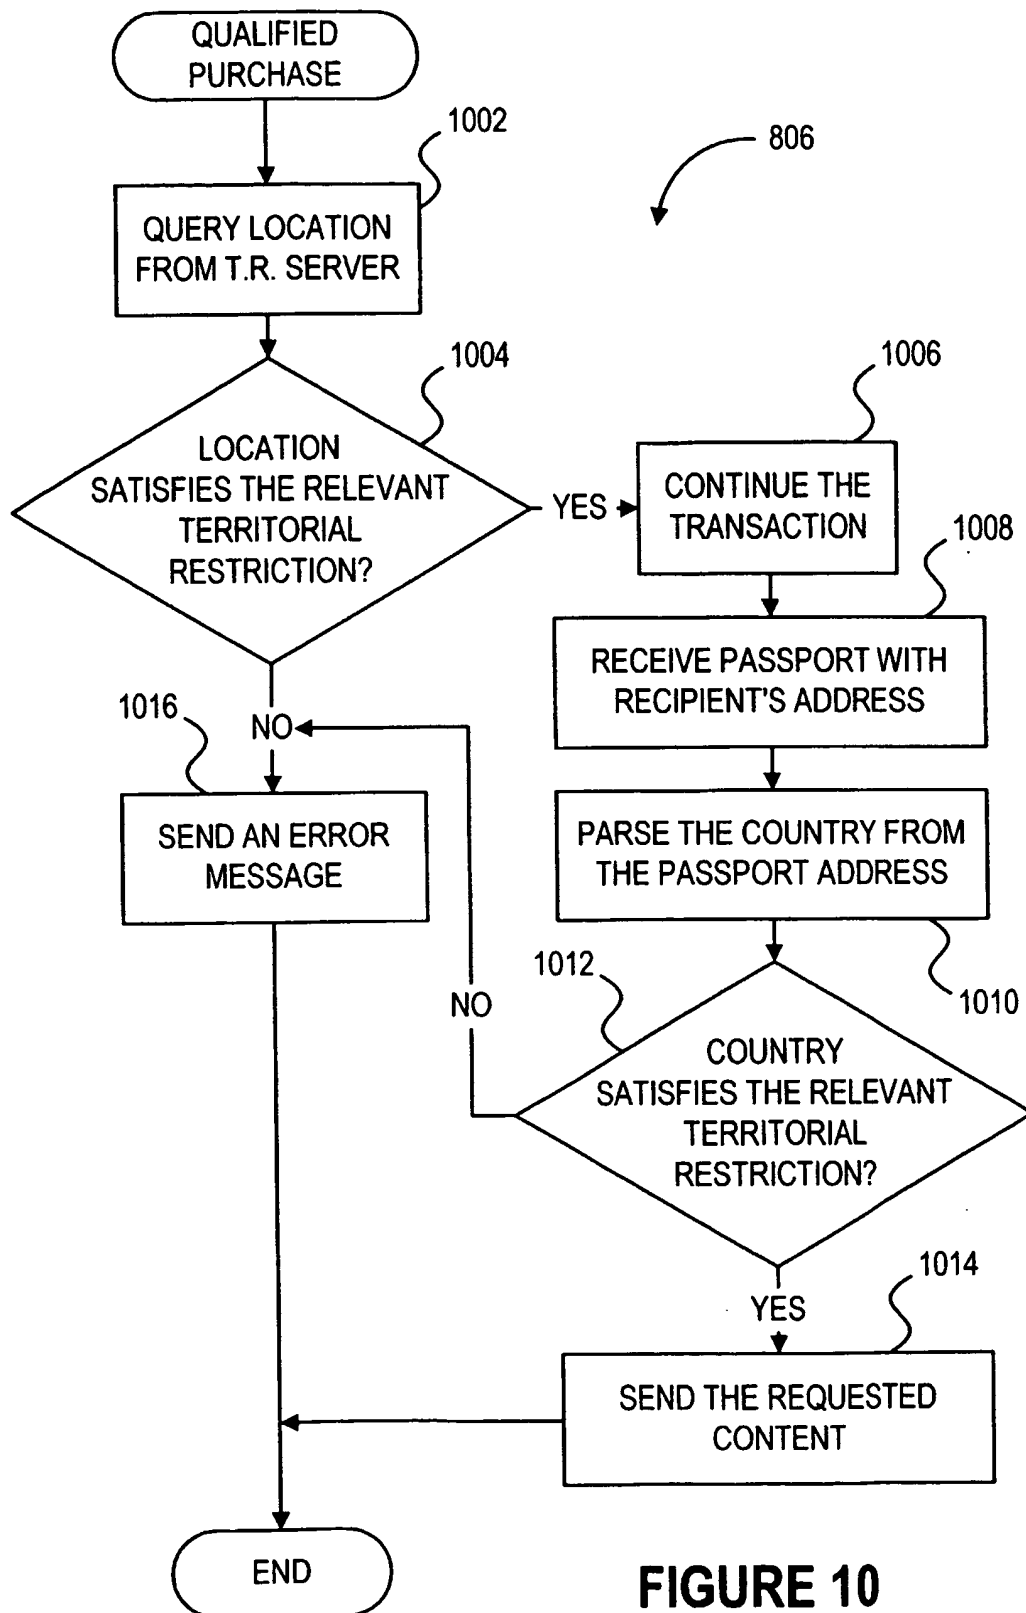 QUALIFIED
PURCHASE
1002
806
QUERY LOCATION
FROM T.R. SERVER
1004
LOCATION
SATISFIES THE RELEVANT
TERRITORIAL
RESTRICTION?
YES
1006
CONTINUE THE
TRANSACTION
1008
RECEIVE PASSPORT WITH
RECIPIENT'S ADDRESS
1016
NO
SEND AN ERROR
MESSAGE
PARSE THE COUNTRY FROM
THE PASSPORT ADDRESS
1010
1012
NO
COUNTRY
SATISFIES THE RELEVANT
TERRITORIAL
RESTRICTION?
YES
1014
SEND THE REQUESTED
CONTENT
END
FIGURE 10